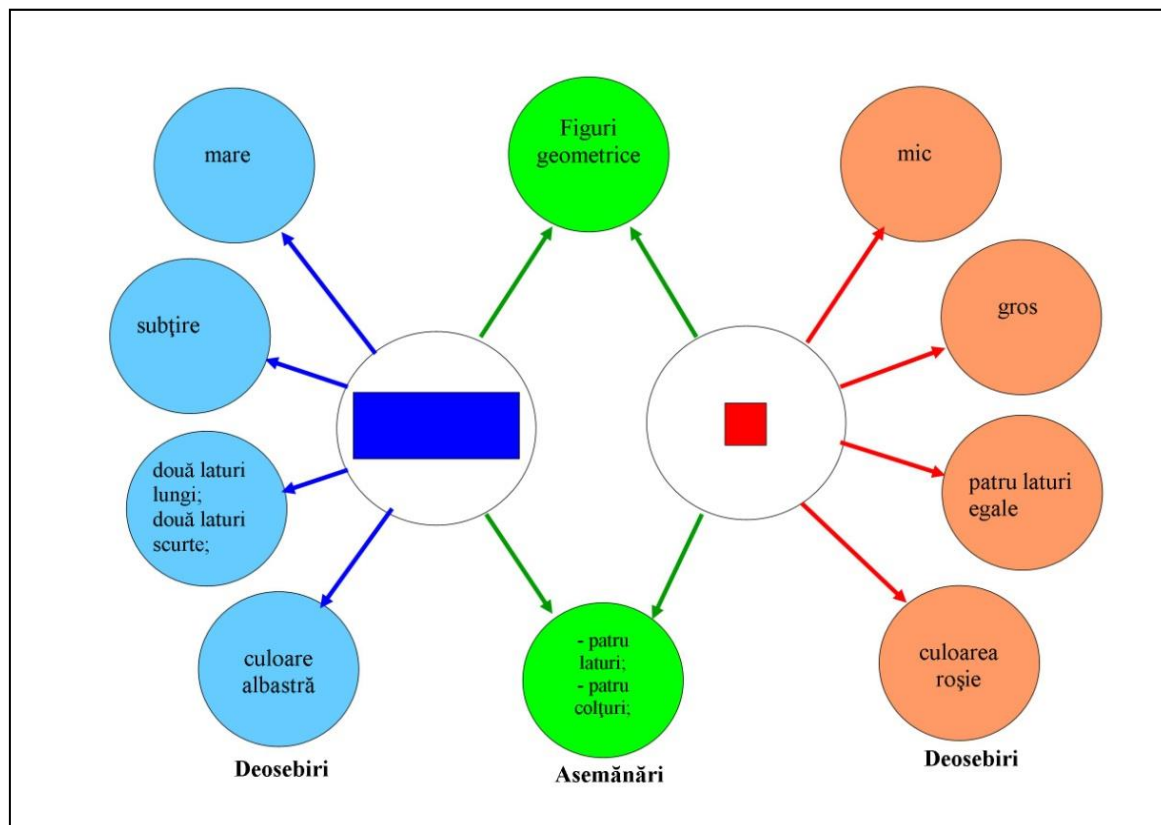 mare
subţire
două laturi
lungi;
două laturi
scurte;
culoare
albastră
Deosebiri
Figuri
geometrice
- patru
laturi;
- patru
colţuri;
Asemănări
mic
gros
patru laturi
egale
culoarea
roşie
Deosebiri